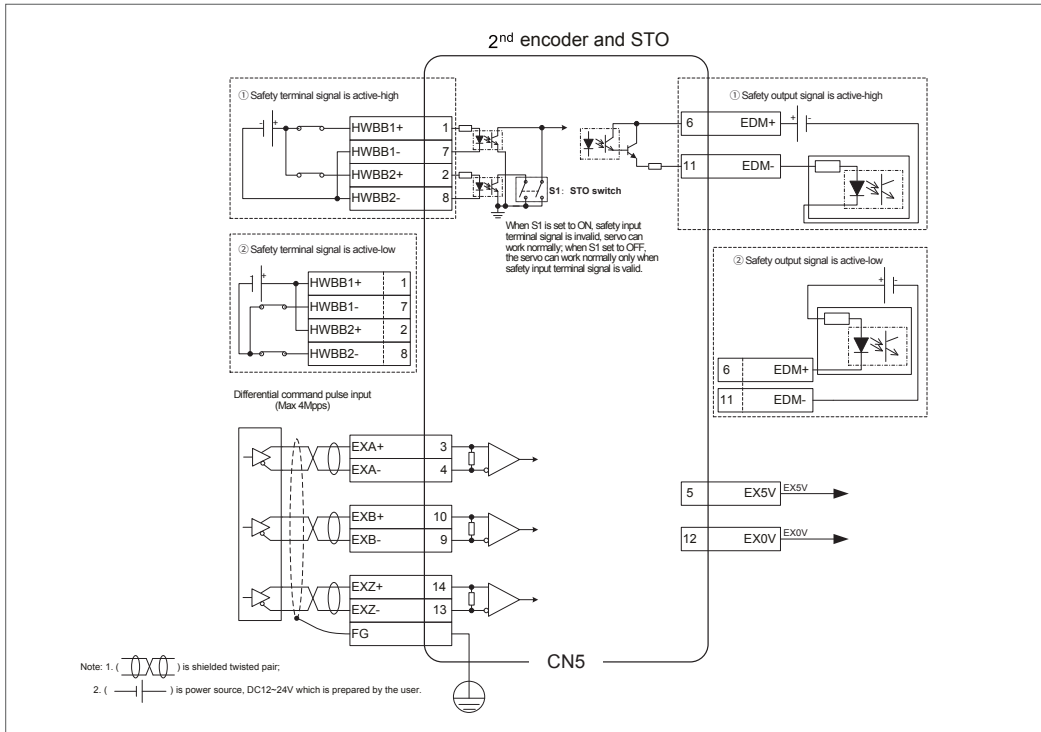 2nd encoder and STO
① Safety terminal signal is active-high
- +
HWBB1+ 1
HWBB1- 7
HWBB2+ 2
HWBB2- 8
S1: STO switch
When S1 is set to ON, safety input
terminal signal is invalid, servo can
work normally; when S1 set to OFF,
the servo can work normally only when
safety input terminal signal is valid.
① Safety output signal is active-high
6 EDM+
+ -
11 EDM-
② Safety terminal signal is active-low
- +
HWBB1+ 1
HWBB1- 7
HWBB2+ 2
HWBB2- 8
② Safety output signal is active-low
+ -
6 EDM+
11 EDM-
Differential command pulse input
(Max 4Mpps)
EXA+ 3
EXA- 4
EXB+ 10
EXB- 9
EXZ+ 14
EXZ- 13
FG
5 EX5V EX5V
12 EX0V EX0V
CN5
Note: 1. ( ) is shielded twisted pair;
2. ( ) is power source, DC12~24V which is prepared by the user.